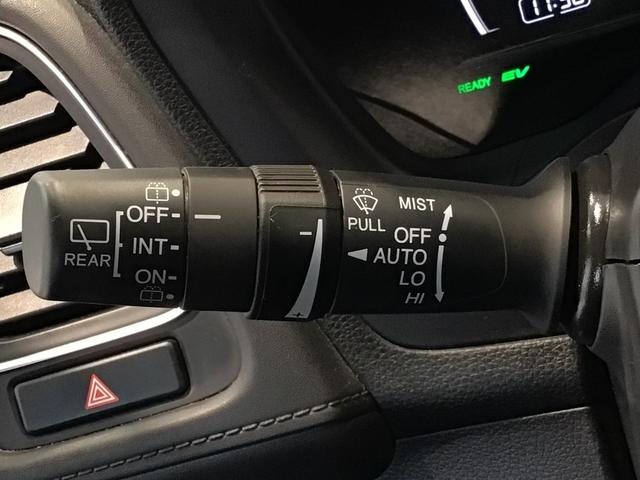 READY EV
MIST
PULL
OFF
AUTO
LO
HI
OFF
INT
REAR
ON
- +